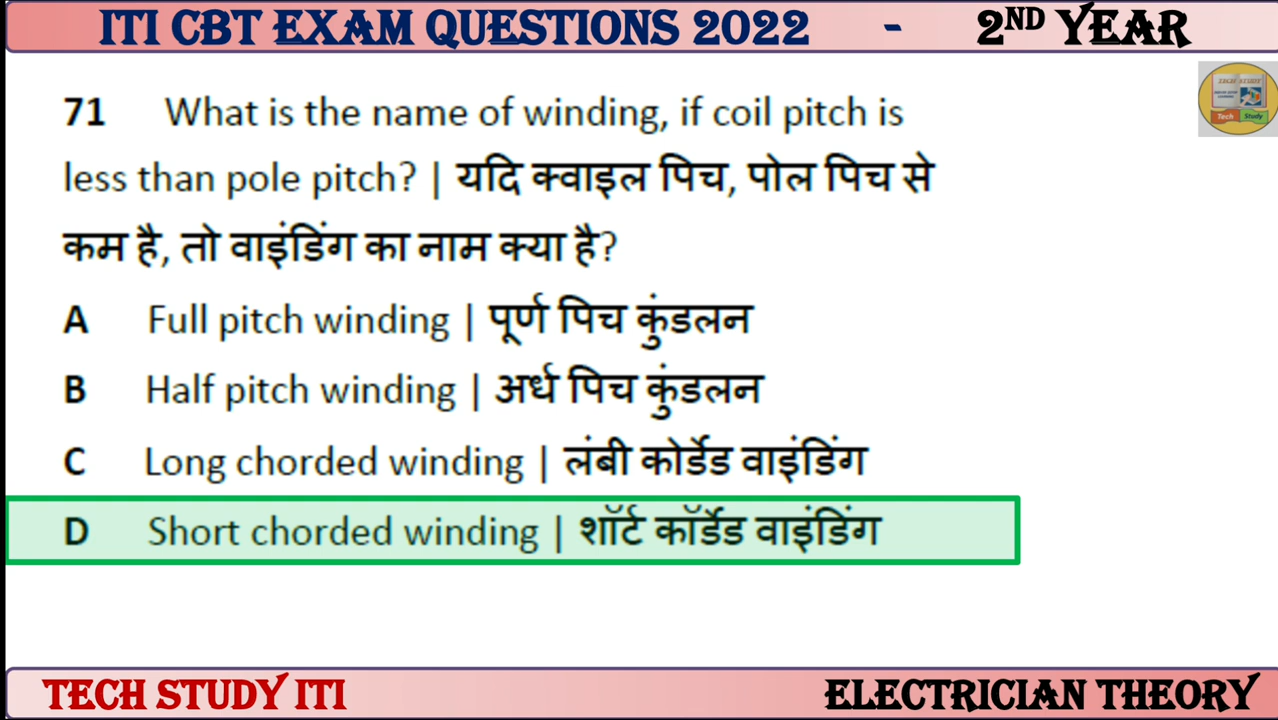 ITI CBT EXAM QUESTIONS 2022 - 2ND YEAR
71 What is the name of winding, if coil pitch is
less than pole pitch? | यदि क्वाइल पिच, पोल पिच से
कम है, तो वाइंडिंग का नाम क्या है?
A Full pitch winding | पूर्ण पिच कुंडलन
B Half pitch winding | अर्ध पिच कुंडलन
C Long chorded winding | लंबी कोर्डेड वाइंडिंग
D Short chorded winding | शॉर्ट कॉर्डेड वाइंडिंग
TECH STUDY ITI ELECTRICIAN THEORY
TECH STUDY
Tech Study